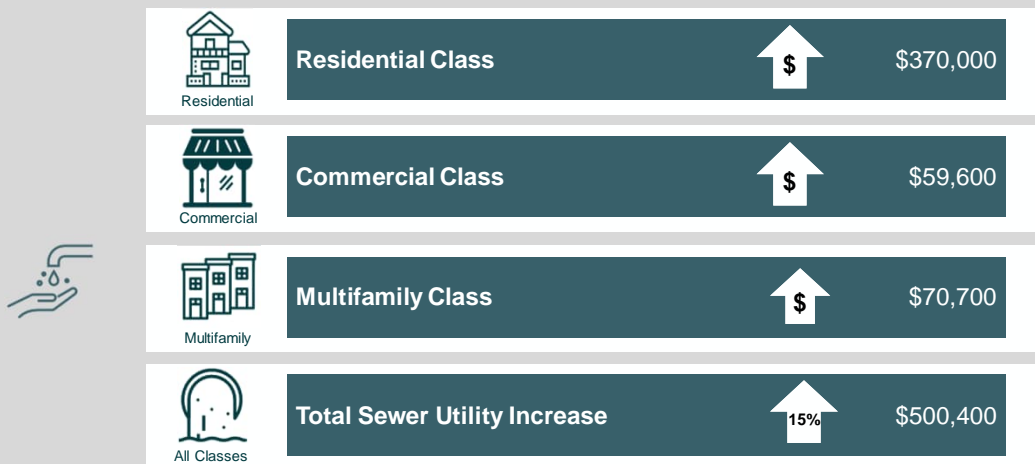 Residential Class $ $370,000
Residential
Commercial Class $ $59,600
Commercial
Multifamily Class $ $70,700
Multifamily
Total Sewer Utility Increase 15% $500,400
All Classes